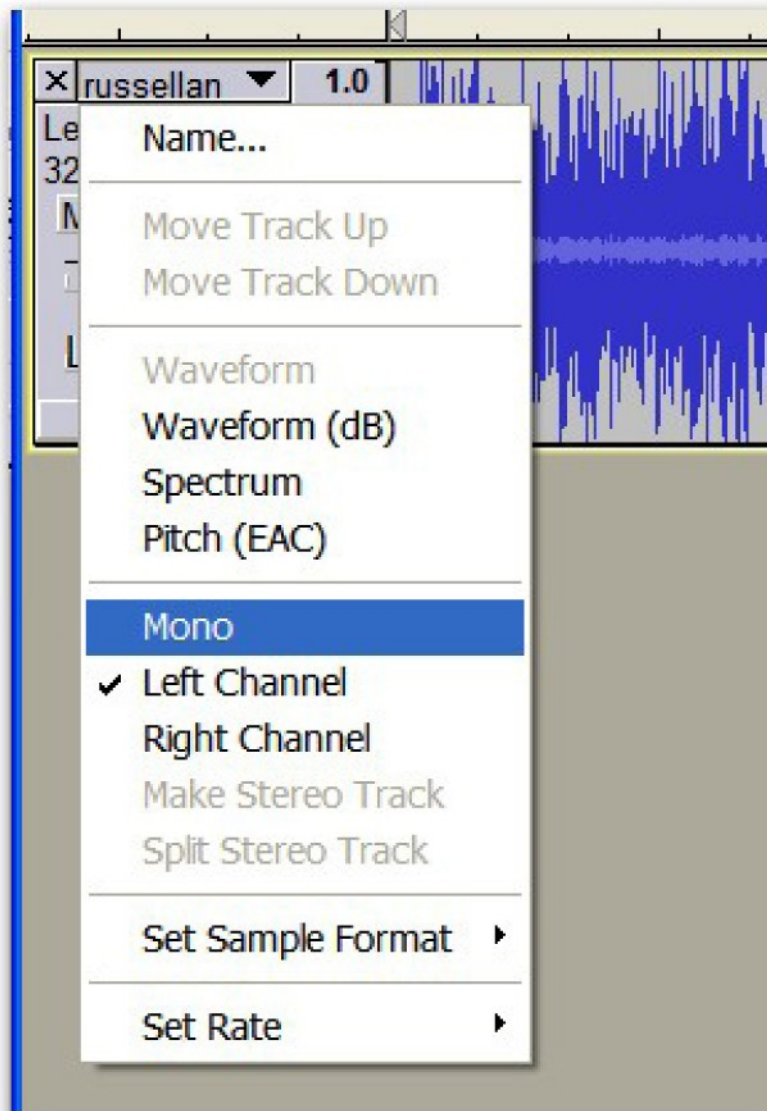 russellan 1.0
Le
32
Name...
Move Track Up
Move Track Down
Waveform
Waveform (dB)
Spectrum
Pitch (EAC)
Mono
Left Channel
Right Channel
Make Stereo Track
Split Stereo Track
Set Sample Format
Set Rate